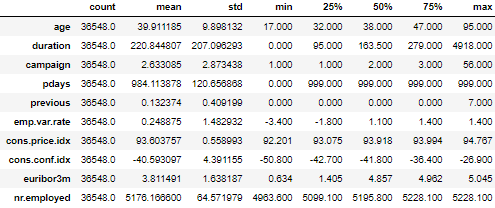 count mean std min 25% 50% 75% max
age 36548.0 39.911185 9.898132 17.000 32.000 38.000 47.000 95.000
duration 36548.0 220.844807 207.096293 0.000 95.000 163.500 279.000 4918.000
campaign 36548.0 2.633085 2.873438 1.000 1.000 2.000 3.000 56.000
pdays 36548.0 984.113878 120.656868 0.000 999.000 999.000 999.000 999.000
previous 36548.0 0.132374 0.409199 0.000 0.000 0.000 0.000 7.000
emp.var.rate 36548.0 0.248875 1.482932 -3.400 -1.800 1.100 1.400 1.400
cons.price.idx 36548.0 93.603757 0.558993 92.201 93.075 93.918 93.994 94.767
cons.conf.idx 36548.0 -40.593097 4.391155 -50.800 -42.700 -41.800 -36.400 -26.900
euribor3m 36548.0 3.811491 1.638187 0.634 1.405 4.857 4.962 5.045
nr.employed 36548.0 5176.166600 64.571979 4963.600 5099.100 5195.800 5228.100 5228.100